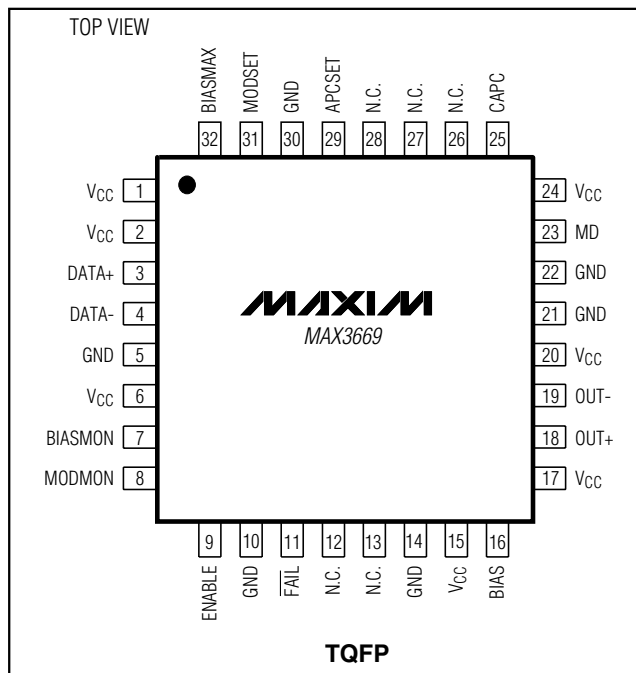 TOP VIEW
BIASMAX
MODSET
GND
APCSET
N.C.
N.C.
N.C.
CAPC
32
31
30
29
28
27
26
25
VCC 1
VCC 2
DATA+ 3
DATA- 4
GND 5
VCC 6
BIASMON 7
MODMON 8
24 VCC
23 MD
22 GND
21 GND
20 VCC
19 OUT-
18 OUT+
17 VCC
MAXIM
MAX3669
9
10
11
12
13
14
15
16
ENABLE
GND
FAIL
N.C.
N.C.
GND
VCC
BIAS
TQFP